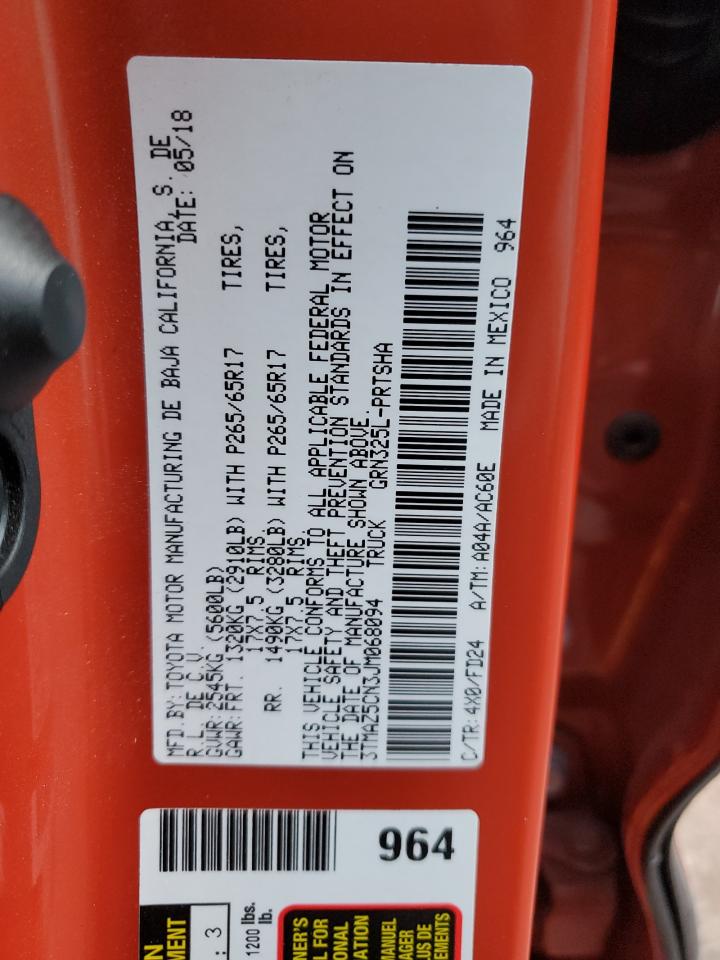 MFD.BY:TOYOTA MOTOR MANUFACTURING DE BAJA CALIFORNIA, S. DE
R.L. DE C.V. DATE: 05/18
GVWR:2545KG (5600LB)
GAWR:FRT. 1320KG (2910LB) WITH P265/65R17 TIRES,
17X7.5 RIMS.
RR. 1490KG (3280LB) WITH P265/65R17 TIRES,
17X7.5 RIMS.
THIS VEHICLE CONFORMS TO ALL APPLICABLE FEDERAL MOTOR
VEHICLE SAFETY AND THEFT PREVENTION STANDARDS IN EFFECT ON
THE DATE OF MANUFACTURE SHOWN ABOVE.
3TMAZ5CN3JM068094 TRUCK GRN325L-PRTSHA
C/TR:4X0/FD24 A/TM:A04A/AC60E MADE IN MEXICO 964
964
: 3
1200 lbs.
lb.